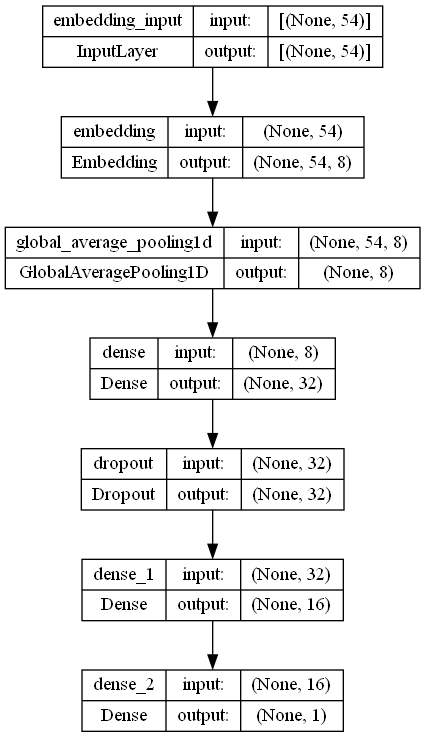 embedding_input input: [(None, 54)]
InputLayer output: [(None, 54)]
embedding input: (None, 54)
Embedding output: (None, 54, 8)
global_average_pooling1d input: (None, 54, 8)
GlobalAveragePooling1D output: (None, 8)
dense input: (None, 8)
Dense output: (None, 32)
dropout input: (None, 32)
Dropout output: (None, 32)
dense_1 input: (None, 32)
Dense output: (None, 16)
dense_2 input: (None, 16)
Dense output: (None, 1)